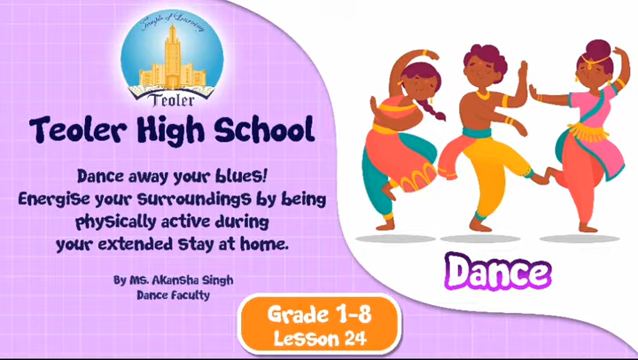 Temple of Learning
Teoler
Teoler High School
Dance away your blues!
Energise your surroundings by being
physically active during
your extended stay at home.
By Ms. Akansha Singh
Dance Faculty
Dance
Grade 1-8
Lesson 24